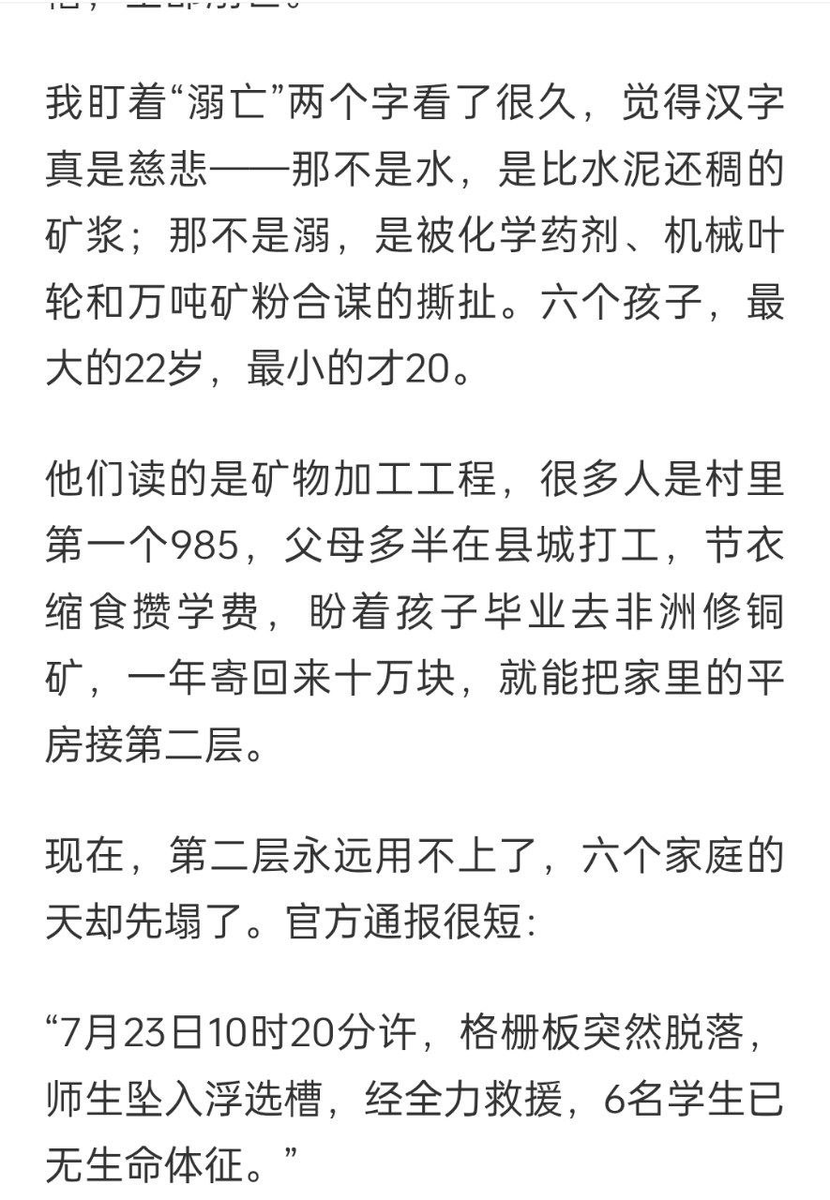 我盯着“溺亡”两个字看了很久，觉得汉字
真是慈悲——那不是水，是比水泥还稠的
矿浆；那不是溺，是被化学药剂、机械叶
轮和万吨矿粉合谋的撕扯。六个孩子，最
大的22岁，最小的才20。
他们读的是矿物加工工程，很多人是村里
第一个985，父母多半在县城打工，节衣
缩食攒学费，盼着孩子毕业去非洲修铜
矿，一年寄回来十万块，就能把家里的平
房接第二层。
现在，第二层永远用不上了，六个家庭的
天却先塌了。官方通报很短：
“7月23日10时20分许，格栅板突然脱落，
师生坠入浮选槽，经全力救援，6名学生已
无生命体征。”